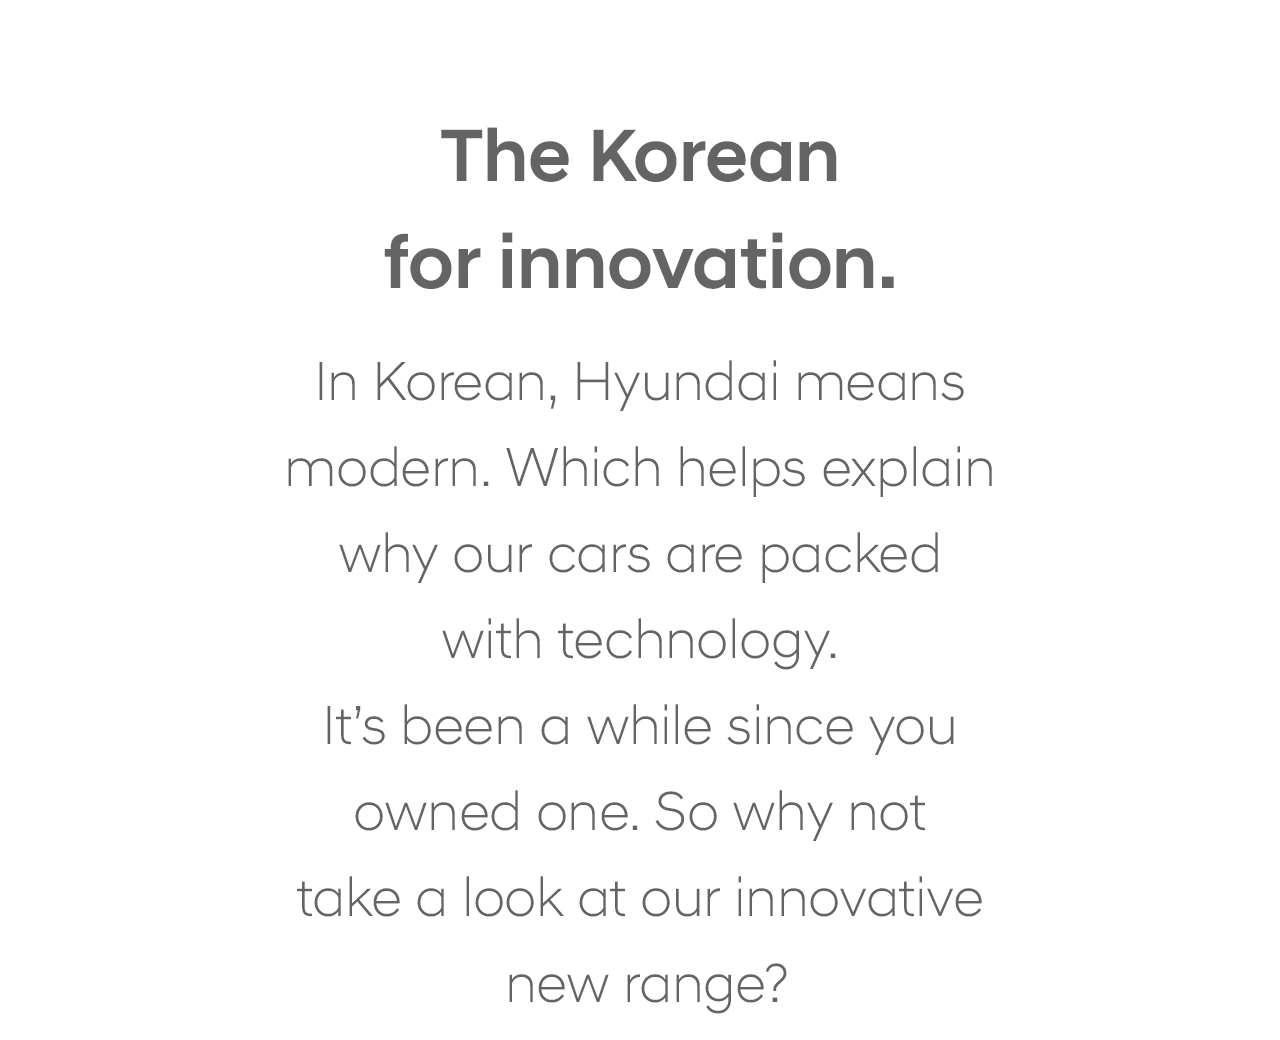 The Korean
for innovation.
In Korean, Hyundai means
modern. Which helps explain
why our cars are packed
with technology.
It’s been a while since you
owned one. So why not
take a look at our innovative
new range?